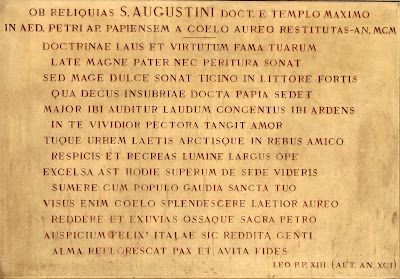 OB RELIQUIAS S. AUGUSTINI DOCT. E TEMPLO MAXIMO
IN AED. PETRI AP. PAPIENSEM A COELO AUREO RESTITUTAS-AN. MCM
DOCTRINAE LAUS ET VIRTUTUM FAMA TUARUM
LATE MAGNE PATER NEC PERITURA SONAT
SED MAGE DULCE SONAT TICINO IN LITTORE FORTIS
QUA DECUS INSUBRIAE DOCTA PAPIA SEDET
MAIOR IBI AUDITUR LAUDUM CONCENTUS IBI ARDENS
IN TE VIVIDIOR PECTORA TANGIT AMOR
TUQUE URBEM LAETIS ARCTISQUE IN REBUS AMICO
RESPICIS ET RECREAS LUMINE LARGUS OPE
EXCELSA AST HODIE SUPERUM DE SEDE VIDERIS
SUMERE CUM POPULO GAUDIA SANCTA TUO
VISUS ENIM COELO SPLENDESCERE LAETIOR AUREO
REDDERE ET EXUVIAS OSSAQUE SACRA PETRO
AUSPICIUM FELIX! ITALAE SIC REDDITA GENTI
ALMA REFLORESCAT PAX ET AVITA FIDES
LEO P.P. XIII (AET. AN. XCI)